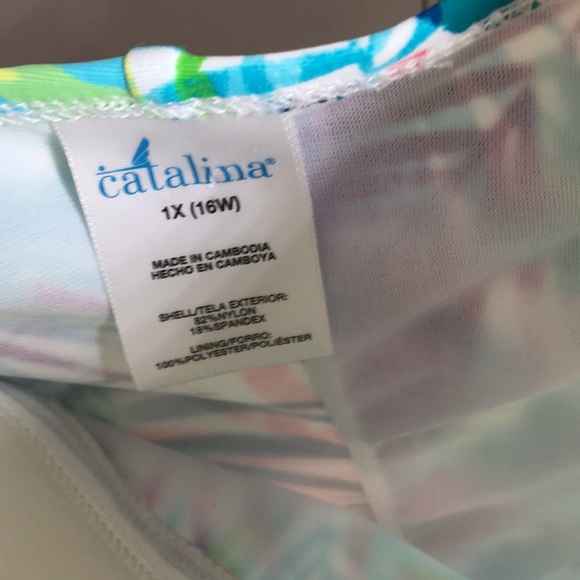 catalina®
1X (16W)
MADE IN CAMBODIA
HECHO EN CAMBOYA
SHELL/TELA EXTERIOR:
82%NYLON
18%SPANDEX
LINING/FORRO:
100%POLYESTER/POLIÉSTER